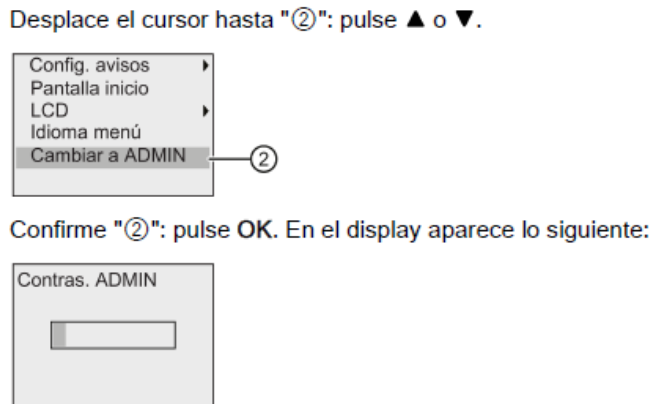 Desplace el cursor hasta "②": pulse ▲ o ▼.
Config. avisos
Pantalla inicio
LCD
Idioma menú
Cambiar a ADMIN
②
Confirme "②": pulse OK. En el display aparece lo siguiente:
Contras. ADMIN